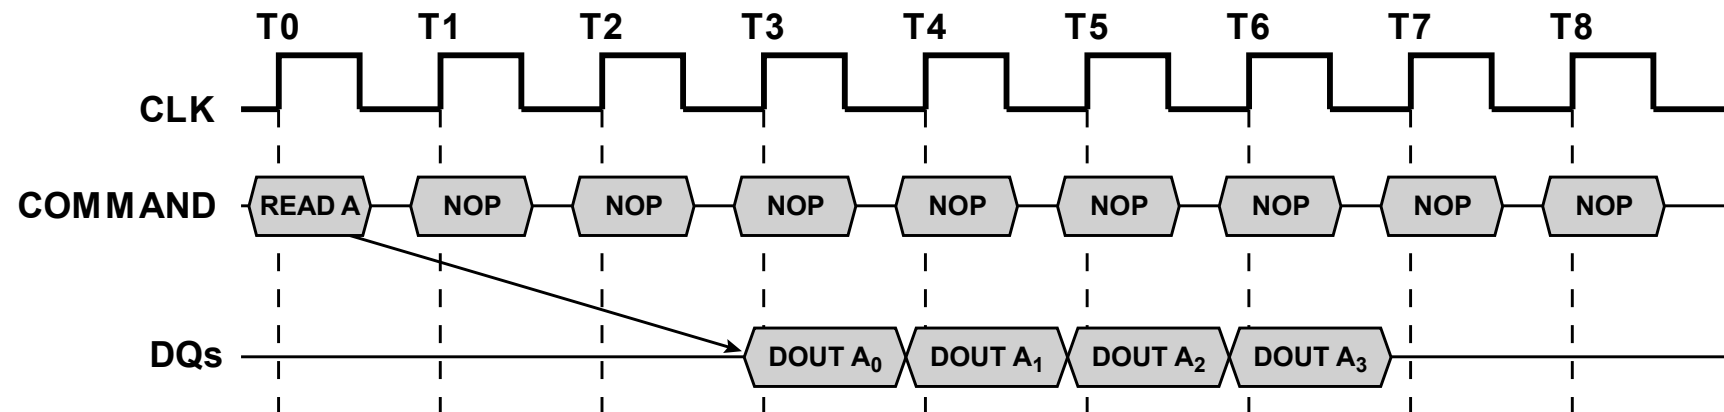 T0 T1 T2 T3 T4 T5 T6 T7 T8
CLK
COMMAND READ A NOP NOP NOP NOP NOP NOP NOP NOP
DQs DOUT A0 DOUT A1 DOUT A2 DOUT A3